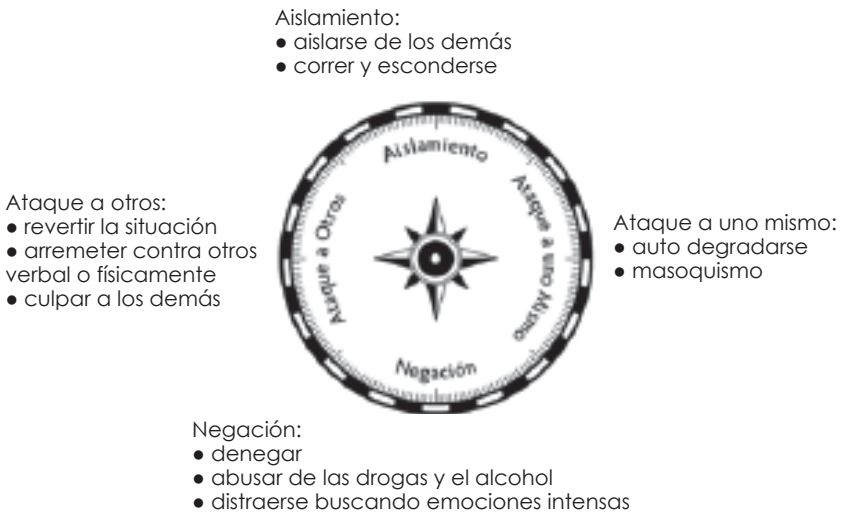 Aislamiento:
● aislarse de los demás
● correr y esconderse
Aislamiento
Ataque a otros:
● revertir la situación
● arremeter contra otros
verbal o físicamente
● culpar a los demás
Ataque a Otros
Ataque a uno Mismo
Ataque a uno mismo:
● auto degradarse
● masoquismo
Negación
Negación:
● denegar
● abusar de las drogas y el alcohol
● distraerse buscando emociones intensas